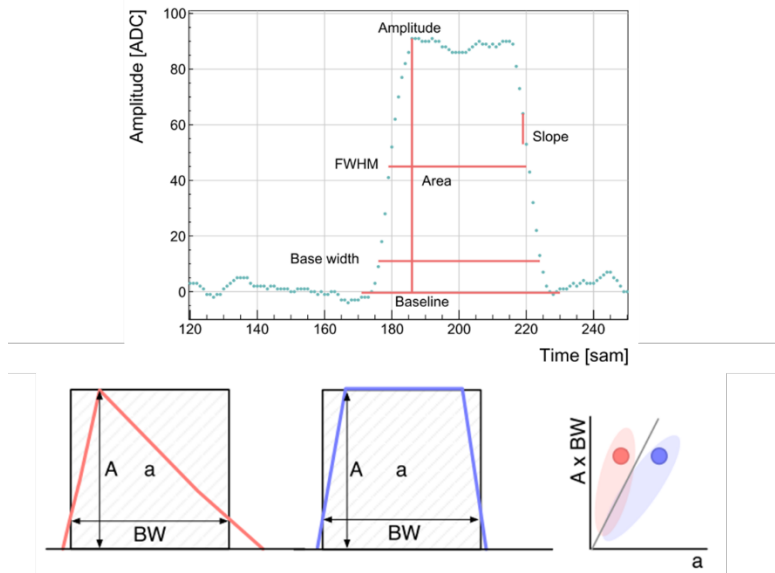 Amplitude [ADC]
100
80
60
40
20
0
Amplitude
Slope
FWHM
Area
Base width
Baseline
120 140 160 180 200 220 240
Time [sam]
A a
BW
A a
BW
A x BW
a